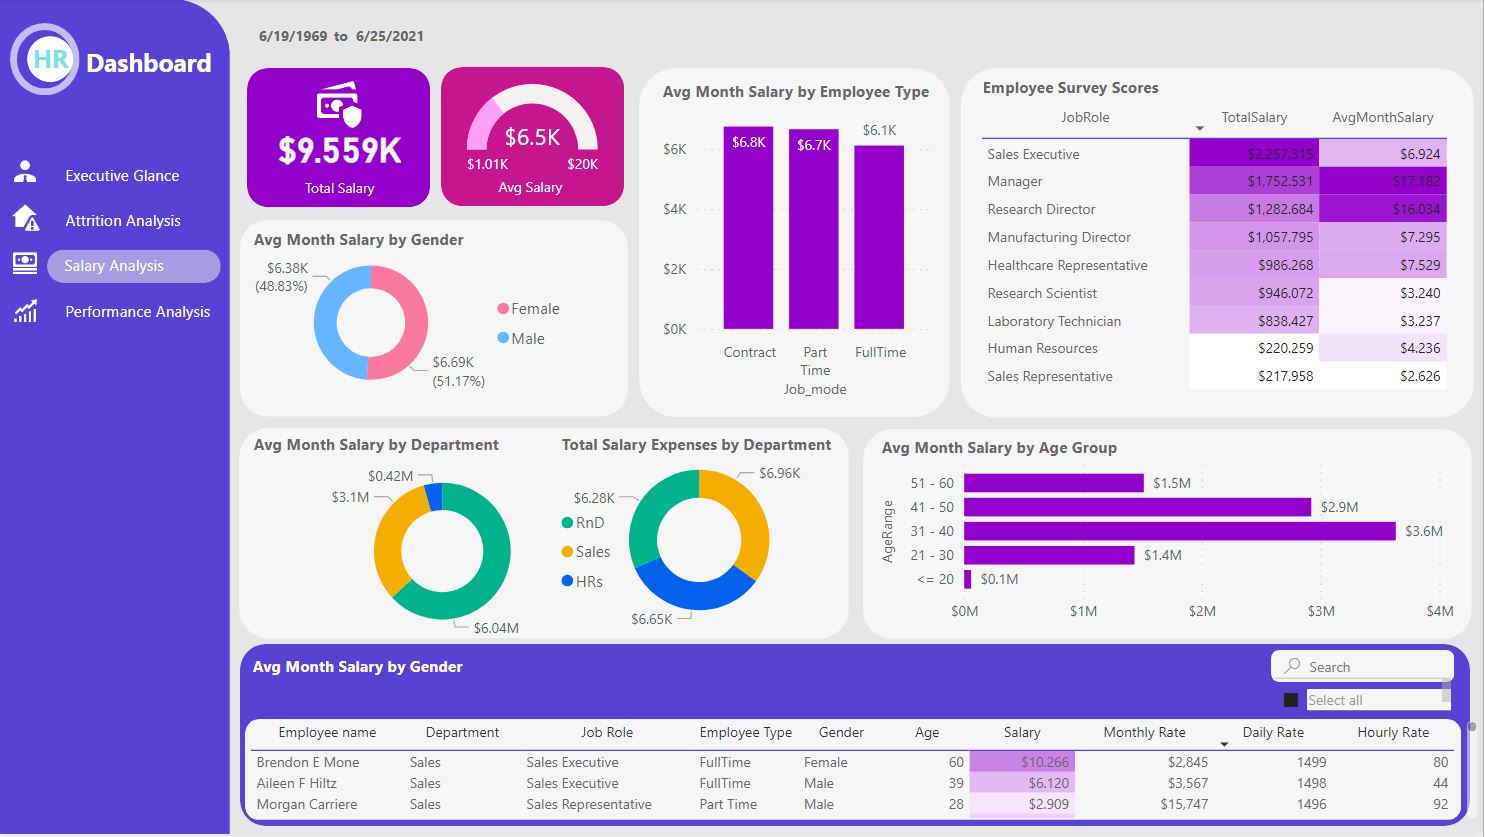 HR Dashboard
Executive Glance
Attrition Analysis
Salary Analysis
Performance Analysis
6/19/1969 to 6/25/2021
$9.559K
Total Salary
$6.5K
$1.01K $20K
Avg Salary
Avg Month Salary by Gender
$6.38K
(48.83%)
Female
Male
$6.69K
(51.17%)
Avg Month Salary by Employee Type
$6.8K $6.7K $6.1K
$6K
$4K
$2K
$0K
Contract Part FullTime
Time
Job_mode
Employee Survey Scores
JobRole TotalSalary AvgMonthSalary
Sales Executive $2,257.315 $6.924
Manager $1,752.531 $17.182
Research Director $1,282.684 $16.034
Manufacturing Director $1,057.795 $7.295
Healthcare Representative $986.268 $7.529
Research Scientist $946.072 $3.240
Laboratory Technician $838.427 $3.237
Human Resources $220.259 $4.236
Sales Representative $217.958 $2.626
Avg Month Salary by Department
$0.42M
$3.1M
$6.04M
Total Salary Expenses by Department
$6.96K
$6.28K
RnD
Sales
HRs
$6.65K
Avg Month Salary by Age Group
AgeRange
51 - 60 $1.5M
41 - 50 $2.9M
31 - 40 $3.6M
21 - 30 $1.4M
<= 20 $0.1M
$0M $1M $2M $3M $4M
Avg Month Salary by Gender
Search
Select all
Employee name Department Job Role Employee Type Gender Age Salary Monthly Rate Daily Rate Hourly Rate
Brendon E Mone Sales Sales Executive FullTime Female 60 $10.266 $2,845 1499 80
Aileen F Hiltz Sales Sales Executive FullTime Male 39 $6.120 $3,567 1498 44
Morgan Carriere Sales Sales Representative Part Time Male 28 $2.909 $15,747 1496 92